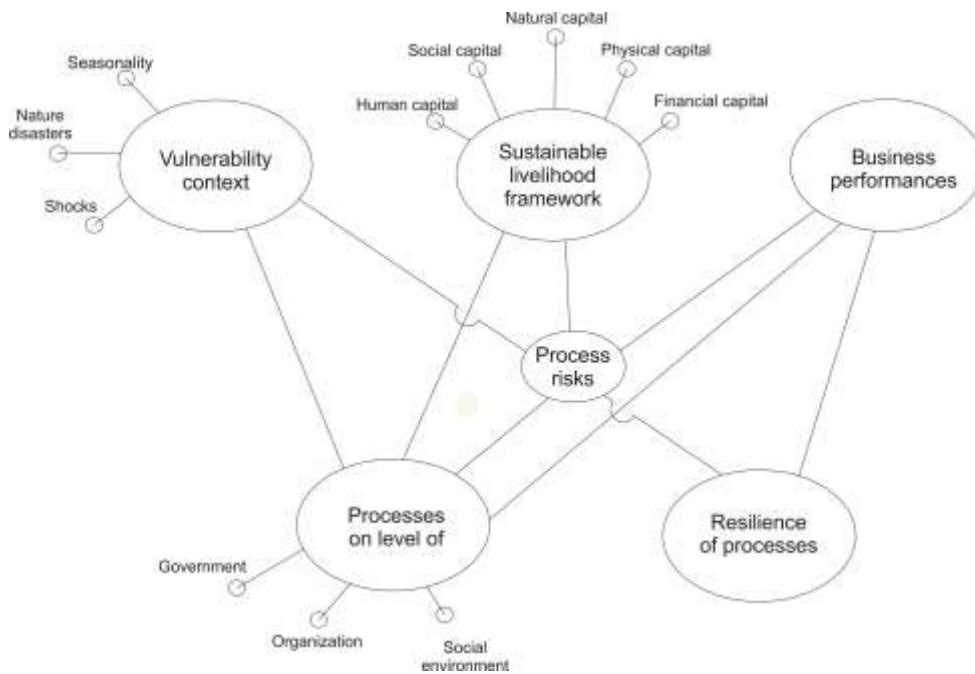 Natural capital
Social capital
Physical capital
Seasonality
Human capital
Financial capital
Nature
disasters
Vulnerability
context
Sustainable
livelihood
framework
Business
performances
Shocks
Process
risks
Processes
on level of
Resilience
of processes
Government
Organization
Social
environment